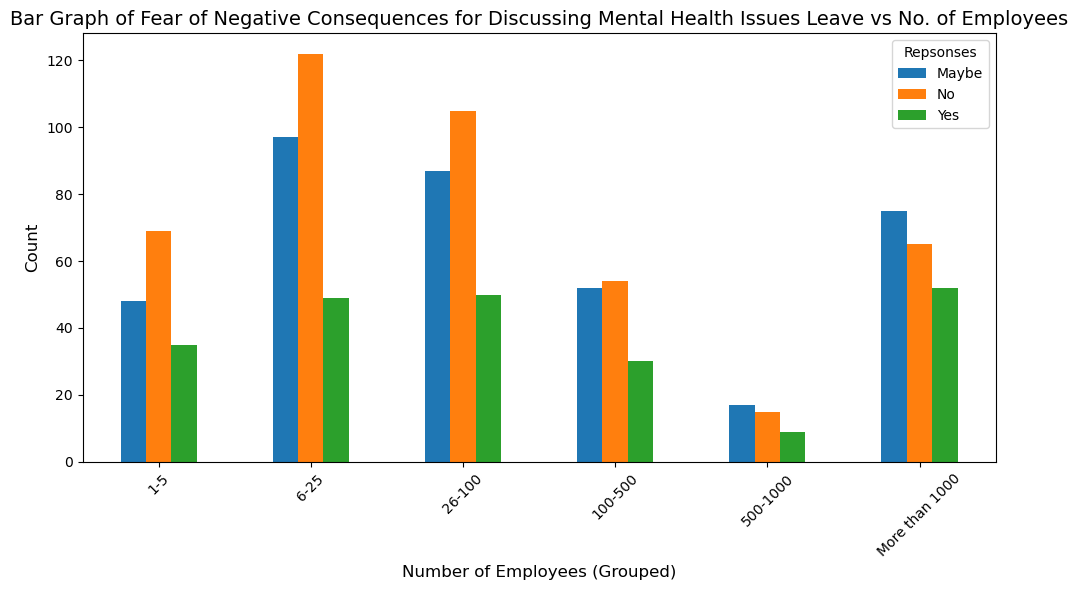 Bar Graph of Fear of Negative Consequences for Discussing Mental Health Issues Leave vs No. of Employees
Repsonses
Maybe
No
Yes
120
100
80
60
40
20
0
Count
1-5
6-25
26-100
100-500
500-1000
More than 1000
Number of Employees (Grouped)